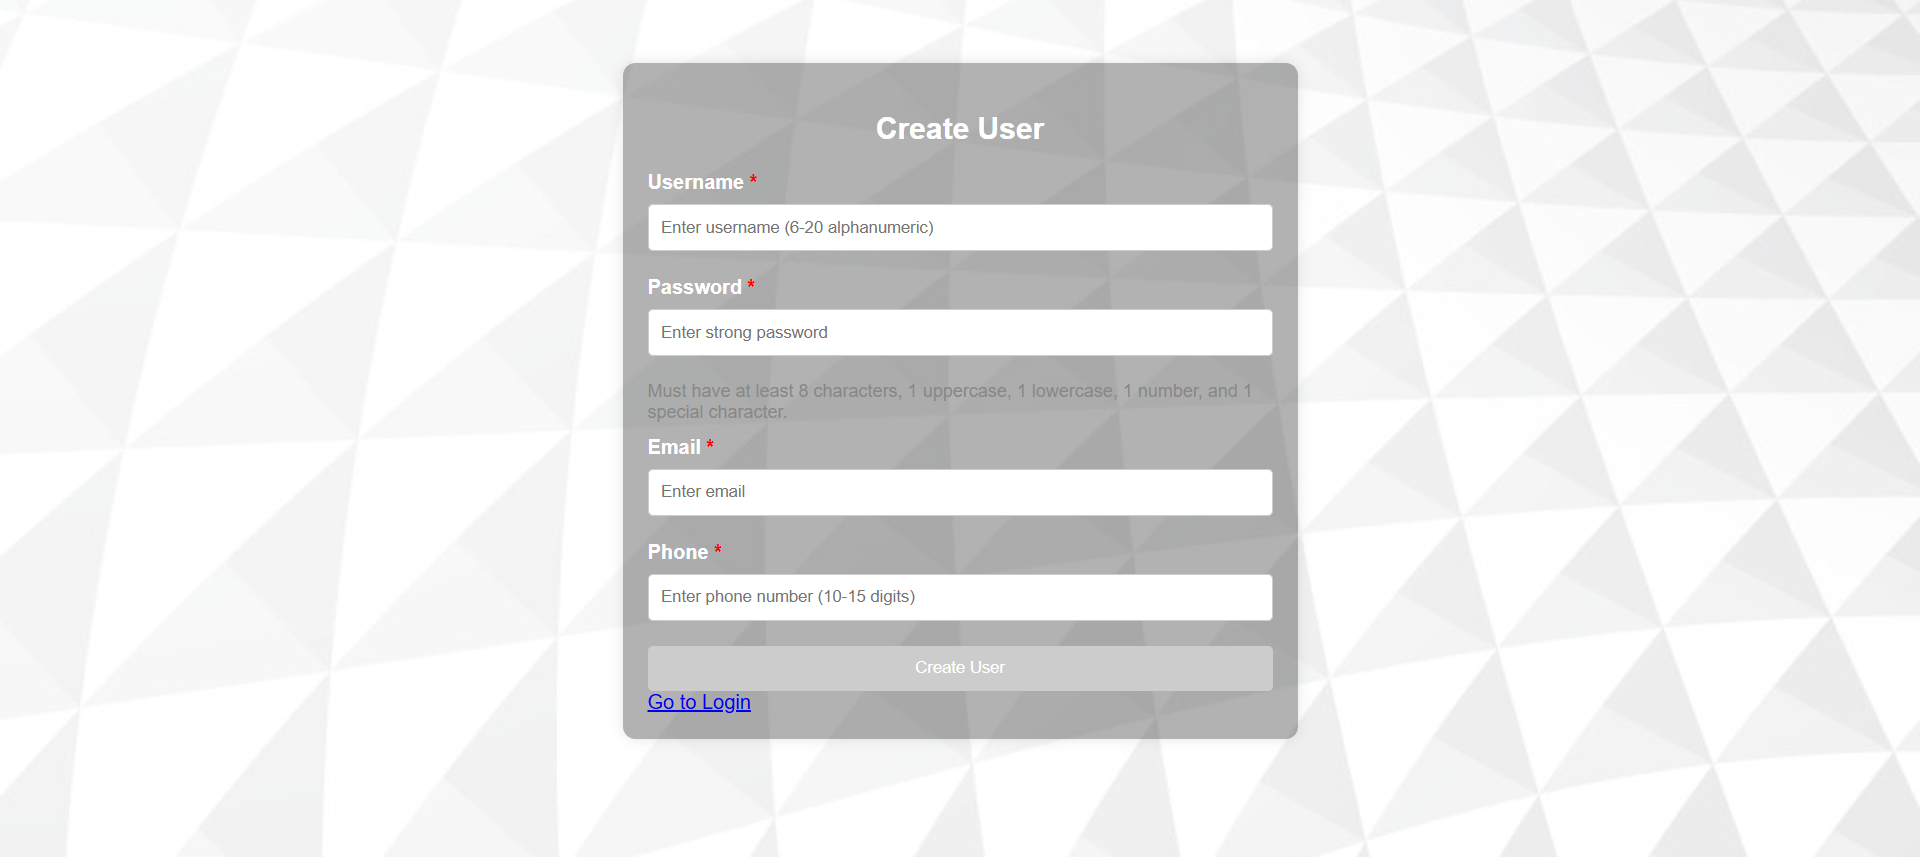 Create User
Username *
Enter username (6-20 alphanumeric)
Password *
Enter strong password
Must have at least 8 characters, 1 uppercase, 1 lowercase, 1 number, and 1
special character.
Email *
Enter email
Phone *
Enter phone number (10-15 digits)
Create User
Go to Login